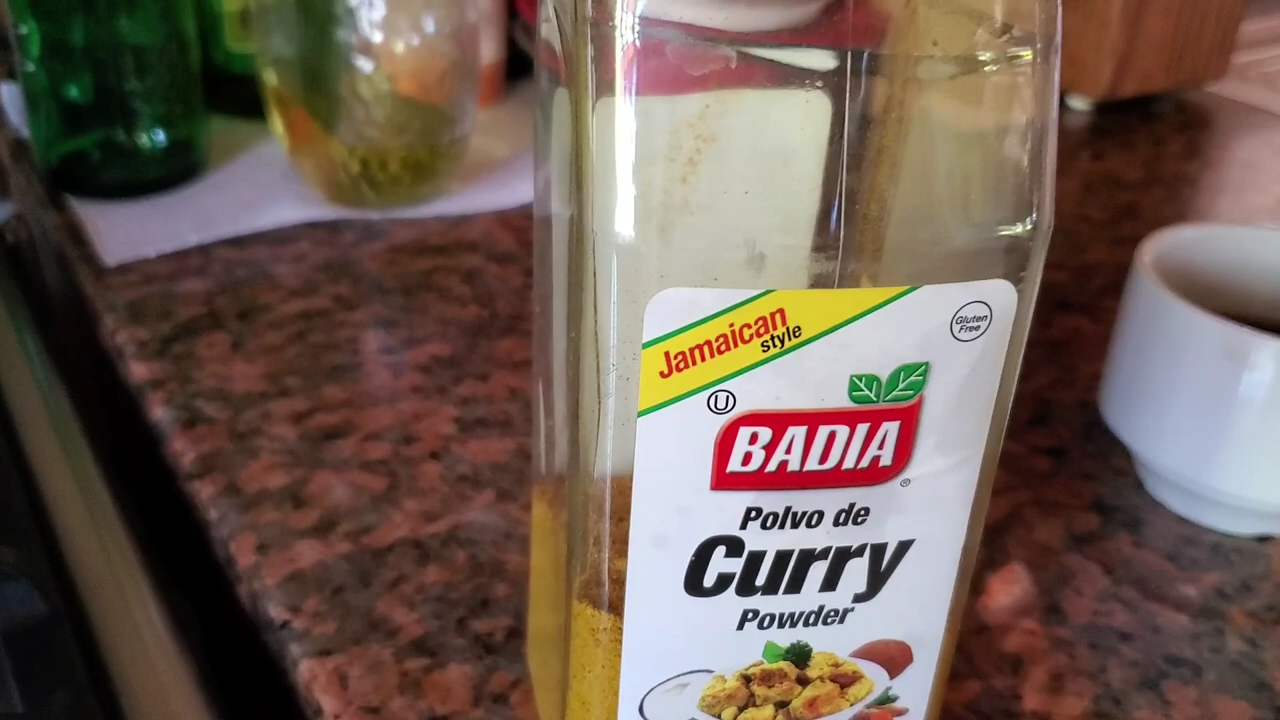 Jamaican
style
Gluten
Free
U
BADIA
®
Polvo de
Curry
Powder